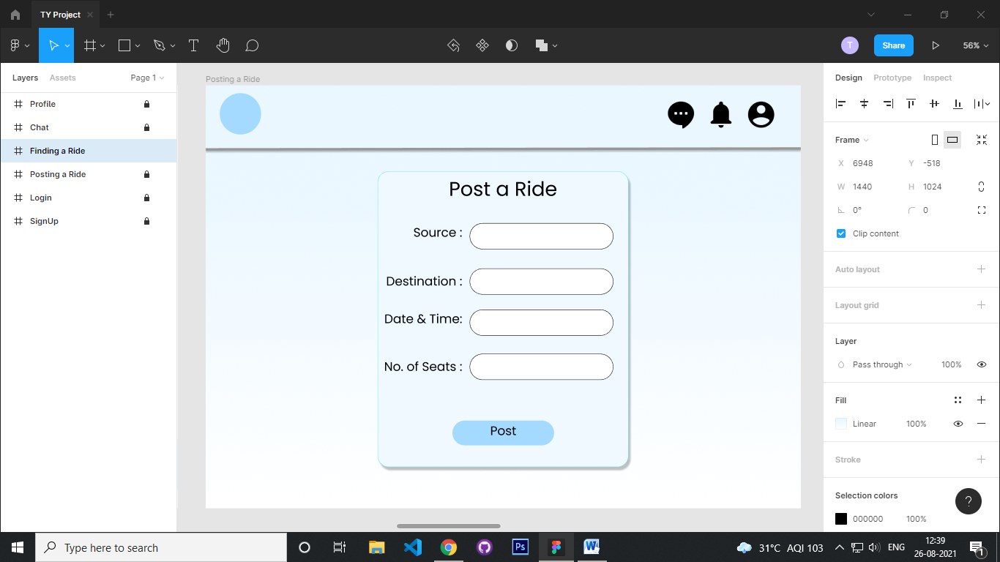 TY Project
T
Share
56%
Layers
Assets
Page 1
Profile
Chat
Finding a Ride
Posting a Ride
Login
SignUp
Posting a Ride
Post a Ride
Source :
Destination :
Date & Time:
No. of Seats :
Post
Design
Prototype
Inspect
Frame
X 6948 Y -518
W 1440 H 1024
0° 0
Clip content
Auto layout
Layout grid
Layer
Pass through 100%
Fill
Linear 100%
Stroke
Selection colors
000000 100%
?
Type here to search
Ps
W
31°C AQI 103
ENG
12:39
26-08-2021
1